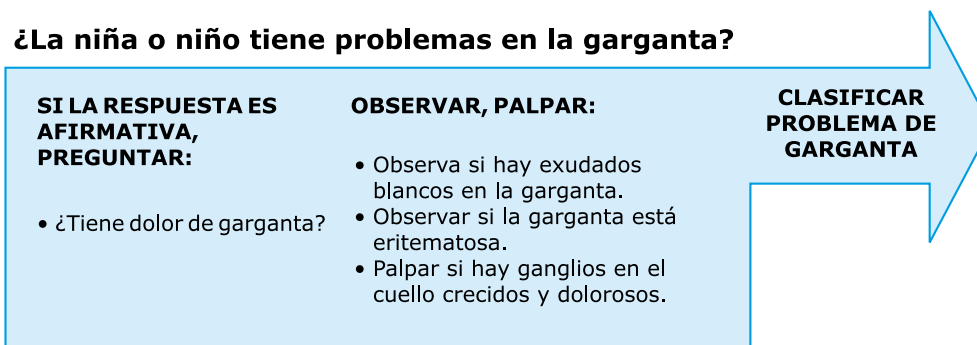 ¿La niña o niño tiene problemas en la garganta?
SI LA RESPUESTA ES
AFIRMATIVA,
PREGUNTAR:
• ¿Tiene dolor de garganta?
OBSERVAR, PALPAR:
• Observa si hay exudados
blancos en la garganta.
• Observar si la garganta está
eritematosa.
• Palpar si hay ganglios en el
cuello crecidos y dolorosos.
CLASIFICAR
PROBLEMA DE
GARGANTA